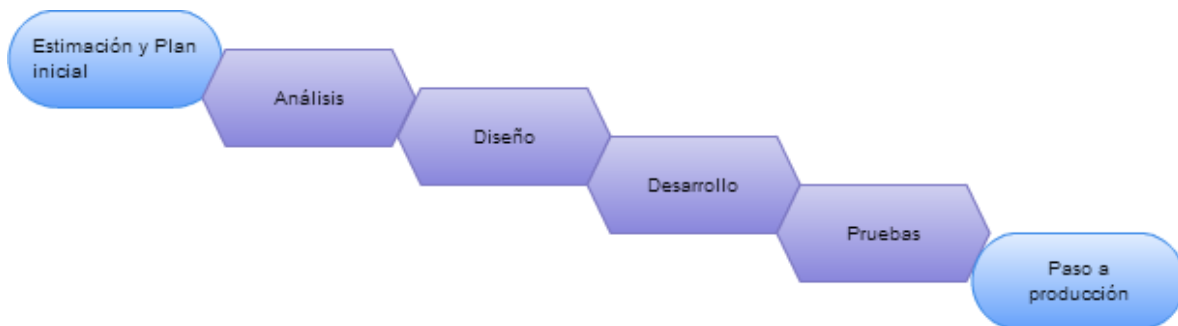 Estimación y Plan
inicial
Análisis
Diseño
Desarrollo
Pruebas
Paso a
producción